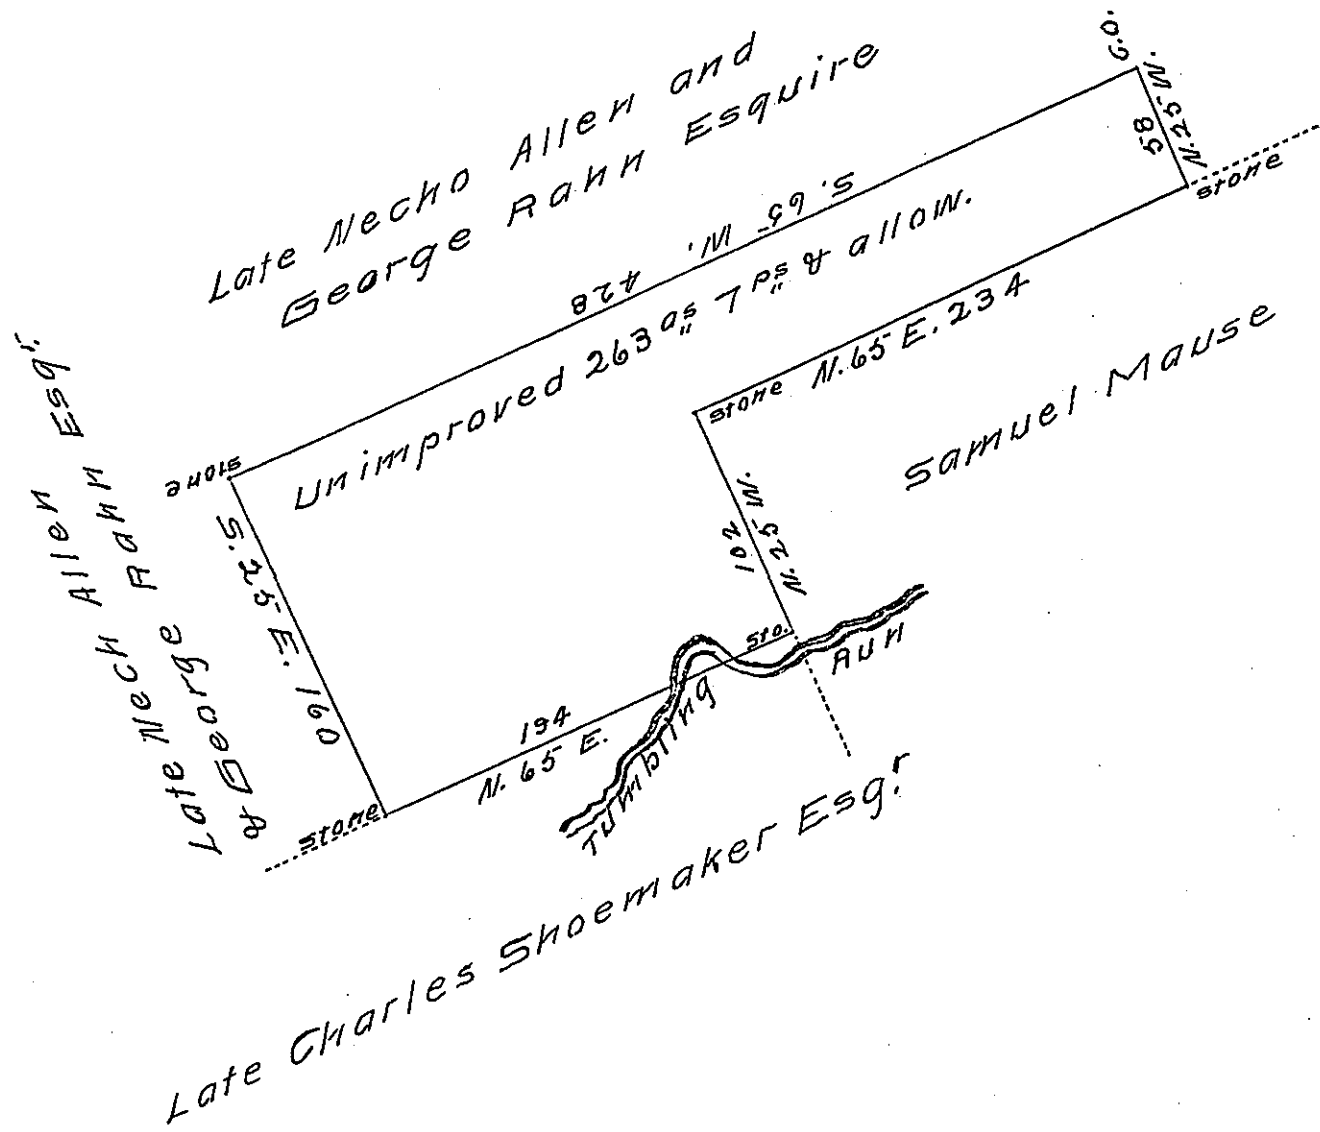 Late Necho Allen and
George Rahn Esquire
C.O.
N. 25 W.
58
stone
S. 65 W. 428
Unimproved 263 as 7 ps & allow.
stone N. 65 E. 234
Samuel Mause
stone
Late Nech Allen
& George Rahn Esqr.
S. 25 E. 160
N. 25 W.
102
sto.
Tumbling Run
194
N. 65 E.
stone
Late Charles Shoemaker Esqr.